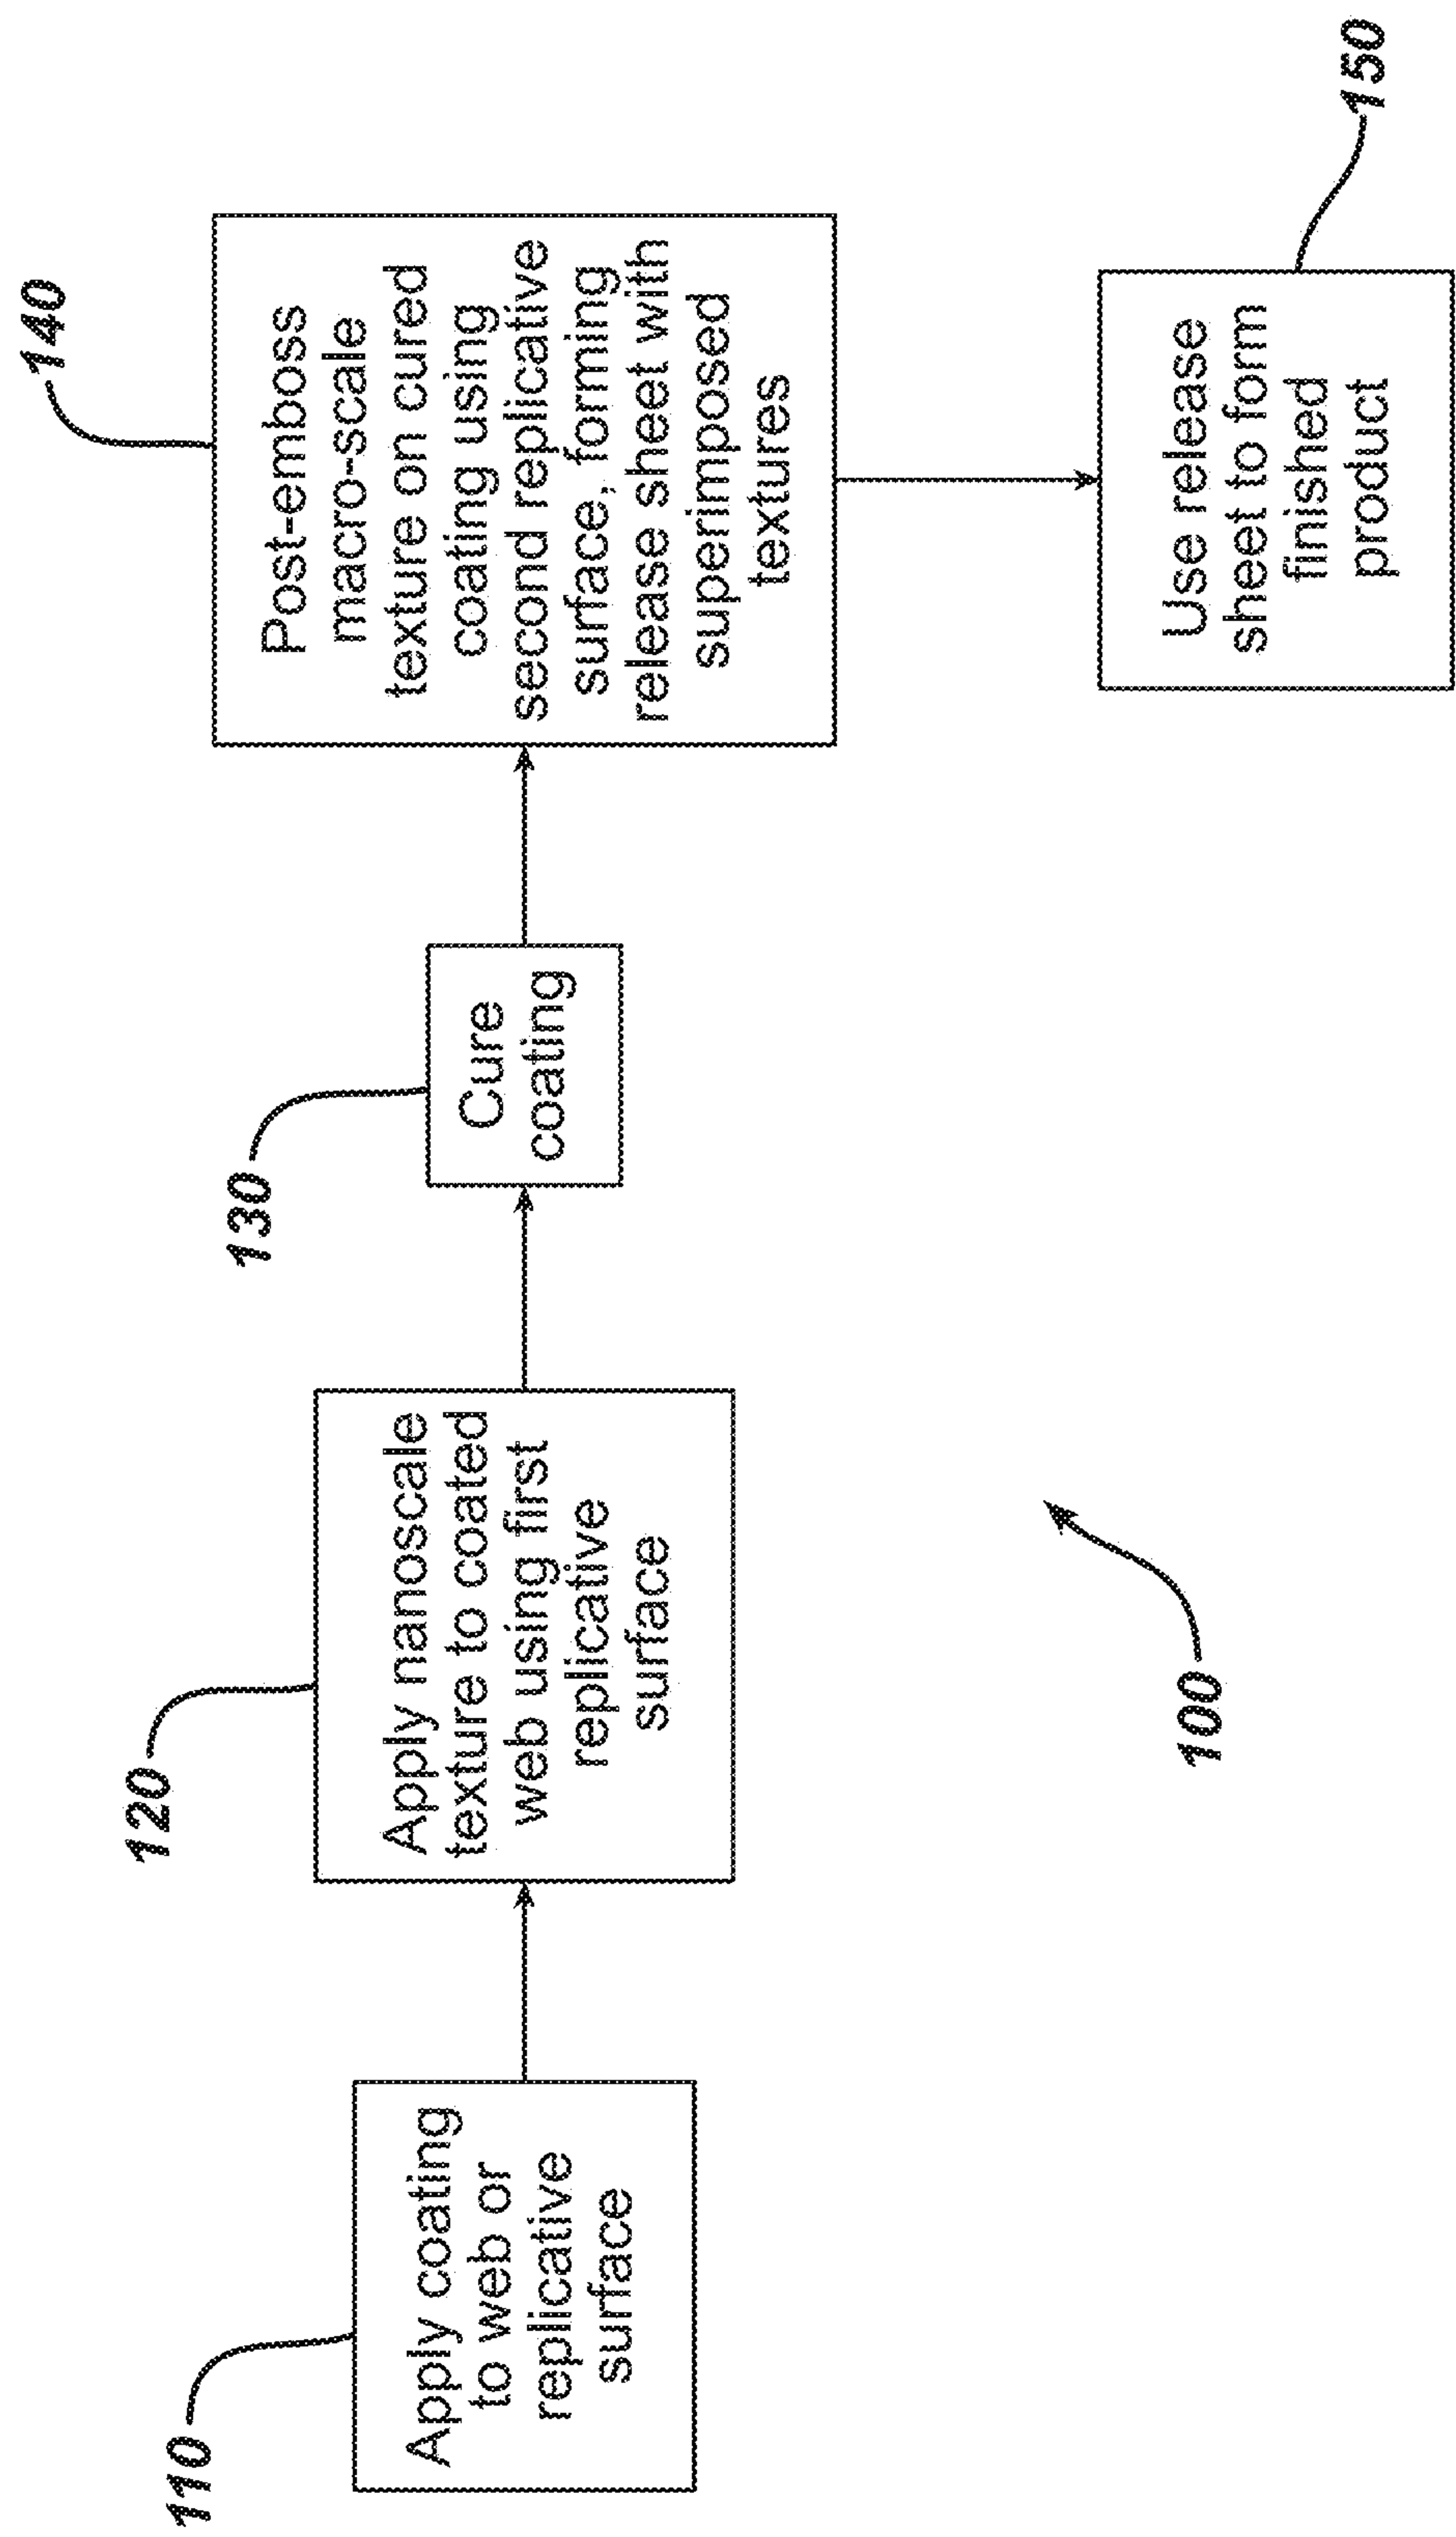 110
Apply coating
to web or
replicative
surface
120
Apply nanoscale
texture to coated
web using first
replicative
surface
130
Cure
coating
140
Post-emboss
macro-scale
texture on cured
coating using
second replicative
surface, forming
release sheet with
superimposed
textures
150
Use release
sheet to form
finished
product
100